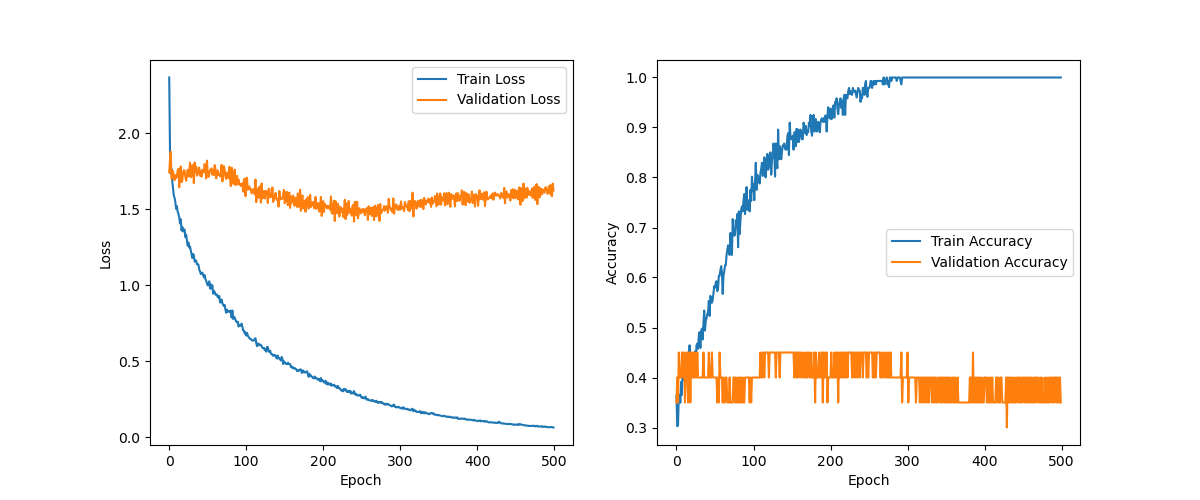 Train Loss
Validation Loss
2.0
1.5
1.0
0.5
0.0
Loss
0 100 200 300 400 500
Epoch
Train Accuracy
Validation Accuracy
1.0
0.9
0.8
0.7
0.6
0.5
0.4
0.3
Accuracy
0 100 200 300 400 500
Epoch